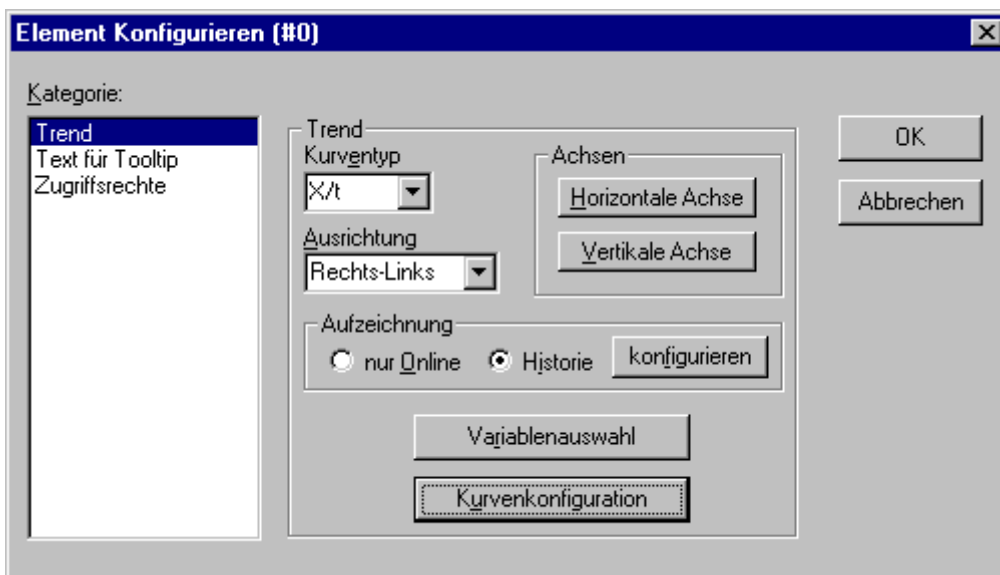 Element Konfigurieren (#0)
Kategorie:
Trend
Text für Tooltip
Zugriffsrechte
Trend
Kurventyp
X/t
Ausrichtung
Rechts-Links
Achsen
Horizontale Achse
Vertikale Achse
Aufzeichnung
nur Online
Historie
konfigurieren
Variablenauswahl
Kurvenkonfiguration
OK
Abbrechen